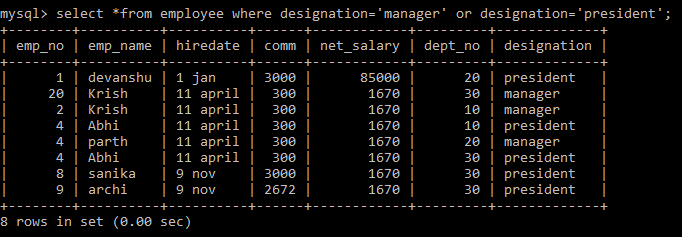 mysql> select *from employee where designation='manager' or designation='president';
+--------+----------+----------+------+------------+---------+-------------+
| emp_no | emp_name | hiredate | comm | net_salary | dept_no | designation |
+--------+----------+----------+------+------------+---------+-------------+
|      1 | devanshu | 1 jan    | 3000 |      85000 |      20 | president   |
|     20 | Krish    | 11 april |  300 |       1670 |      30 | manager     |
|      2 | Krish    | 11 april |  300 |       1670 |      10 | manager     |
|      4 | Abhi     | 11 april |  300 |       1670 |      10 | president   |
|      4 | parth    | 11 april |  300 |       1670 |      20 | manager     |
|      4 | Abhi     | 11 april |  300 |       1670 |      30 | president   |
|      8 | sanika   | 9 nov    | 3000 |       1670 |      30 | president   |
|      9 | archi    | 9 nov    | 2672 |       1670 |      30 | president   |
+--------+----------+----------+------+------------+---------+-------------+
8 rows in set (0.00 sec)